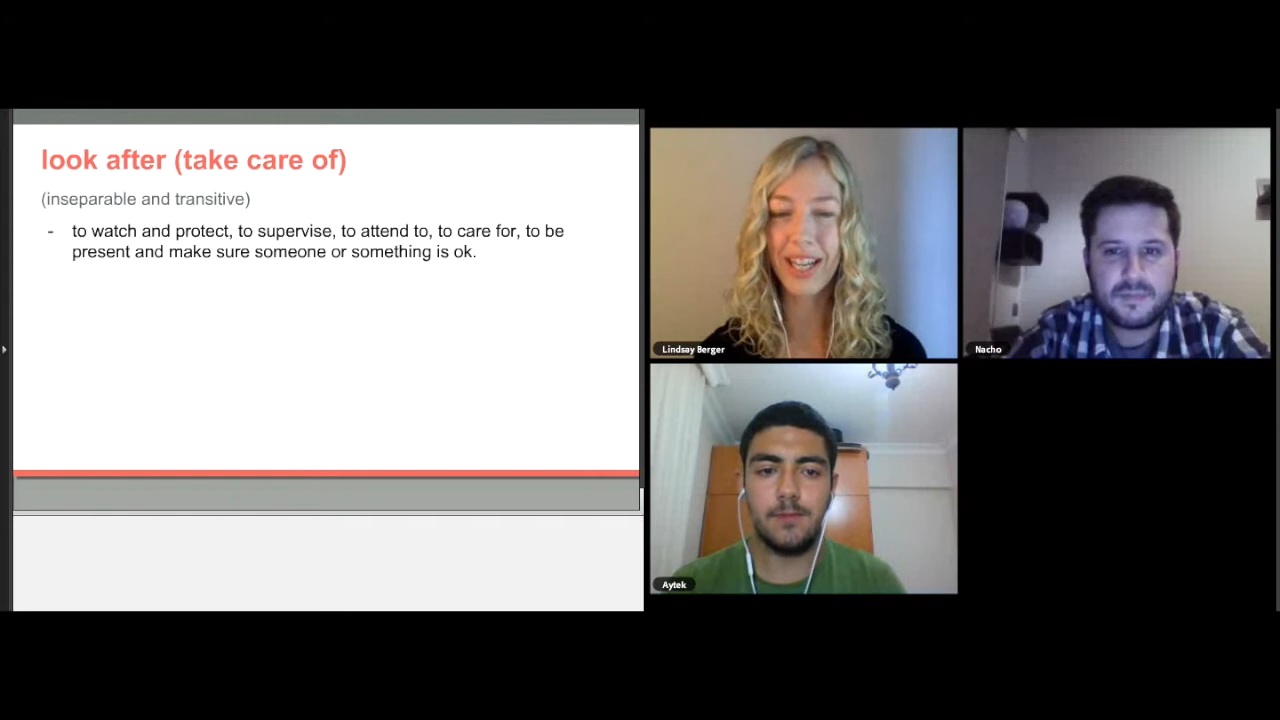 look after (take care of)
(inseparable and transitive)
- to watch and protect, to supervise, to attend to, to care for, to be
present and make sure someone or something is ok.
Lindsay Berger
Nacho
Aytek